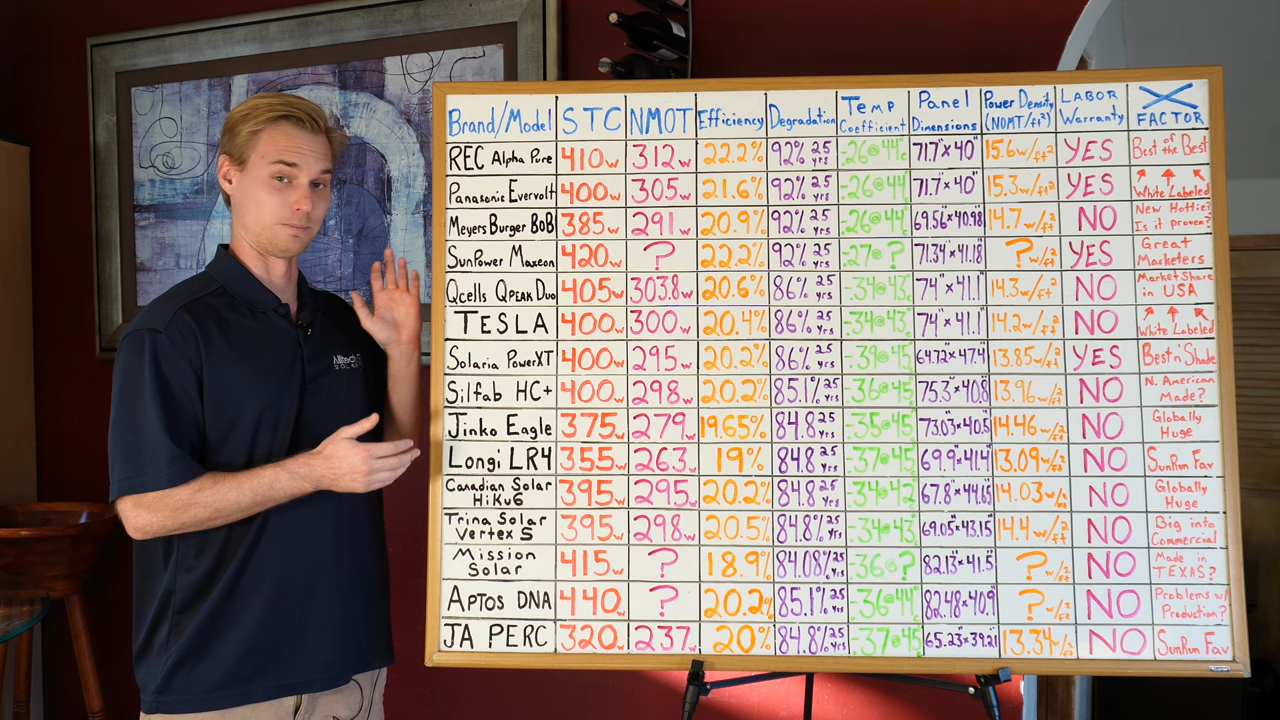 Brand/Model STC NMOT Efficiency Degradation Temp Coefficient Panel Dimensions Power Density (NOMT/ft²) LABOR Warranty X FACTOR
REC Alpha Pure 410w 312w 22.2% 92% 25 yrs -.26@44°c 71.7"x40" 15.6w/ft² YES Best of the Best
Panasonic Evervolt 400w 305w 21.6% 92% 25 yrs -.26@44 71.7"x40" 15.3w/ft² YES White Labeled
Meyers Burger BOB 385w 291w 20.9% 92% 25 yrs -.26@44 69.56"x40.98 14.7w/ft² NO New Hottie? Is it proven?
SunPower Maxeon 420w ? 22.2% 92% 25 yrs -.27@? 71.34"x41.18" ?w/ft² YES Great Marketers
Qcells QPeak Duo 405w 303.8w 20.6% 86% 25 yrs -.34@43 74"x41.1" 14.3w/ft² NO Market Share in USA
TESLA 400w 300w 20.4% 86% 25 yrs -.34@43 74"x41.1" 14.2w/ft² NO White Labeled
Solaria PowerXT 400w 295w 20.2% 86% 25 yrs -.39@45 64.72"x47.4" 13.85w/ft² YES Best n' Shade
Silfab HC+ 400w 298w 20.2% 85.1% 25 yrs -.36@45 75.3"x40.8 13.96w/ft² NO N. American Made?
Jinko Eagle 375w 279w 19.65% 84.8 25 yrs -.35@45 73.03"x40.5 14.46w/ft² NO Globally Huge
Longi LR4 355w 263w 19% 84.8 25 yrs -.37@45 69.9"x41.4" 13.09w/ft² NO SunRun Fav
Canadian Solar HiKu6 395w 295w 20.2% 84.8 25 yrs -.34@42 67.8"x44.65 14.03w/ NO Globally Huge
Trina Solar Vertex S 395w 298w 20.5% 84.8% 25 yrs -.34@43 69.05"x43.15" 14.4w/ft² NO Big into Commercial
Mission Solar 415w ? 18.9% 84.08% 25 yrs -.36@? 82.13"x41.5" ?w/ft² NO Made in TEXAS?
APTOS DNA 440w ? 20.2% 85.1% 25 yrs -.36@44° 82.48"x40.9" ?w/ft² NO Problems w/ Production?
JA PERC 320w 237w 20% 84.8% 25 yrs -.37@45 65.23"x39.21" 13.34w/ft² NO SunRun Fav
Alltech
SOLAR